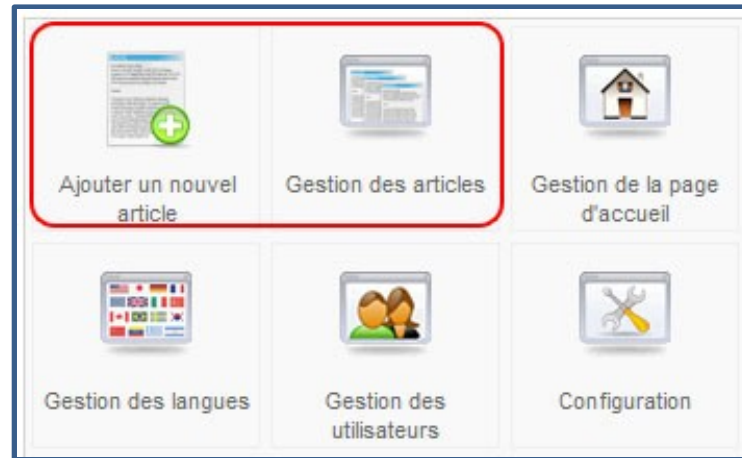 Ajouter un nouvel
article
Gestion des articles
Gestion de la page
d'accueil
Gestion des langues
Gestion des
utilisateurs
Configuration